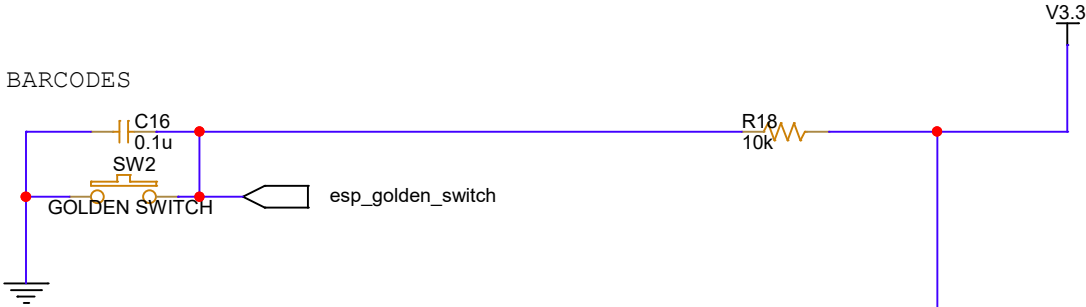 V3.3
BARCODES
C16
0.1u
R18
10k
SW2
GOLDEN SWITCH
esp_golden_switch